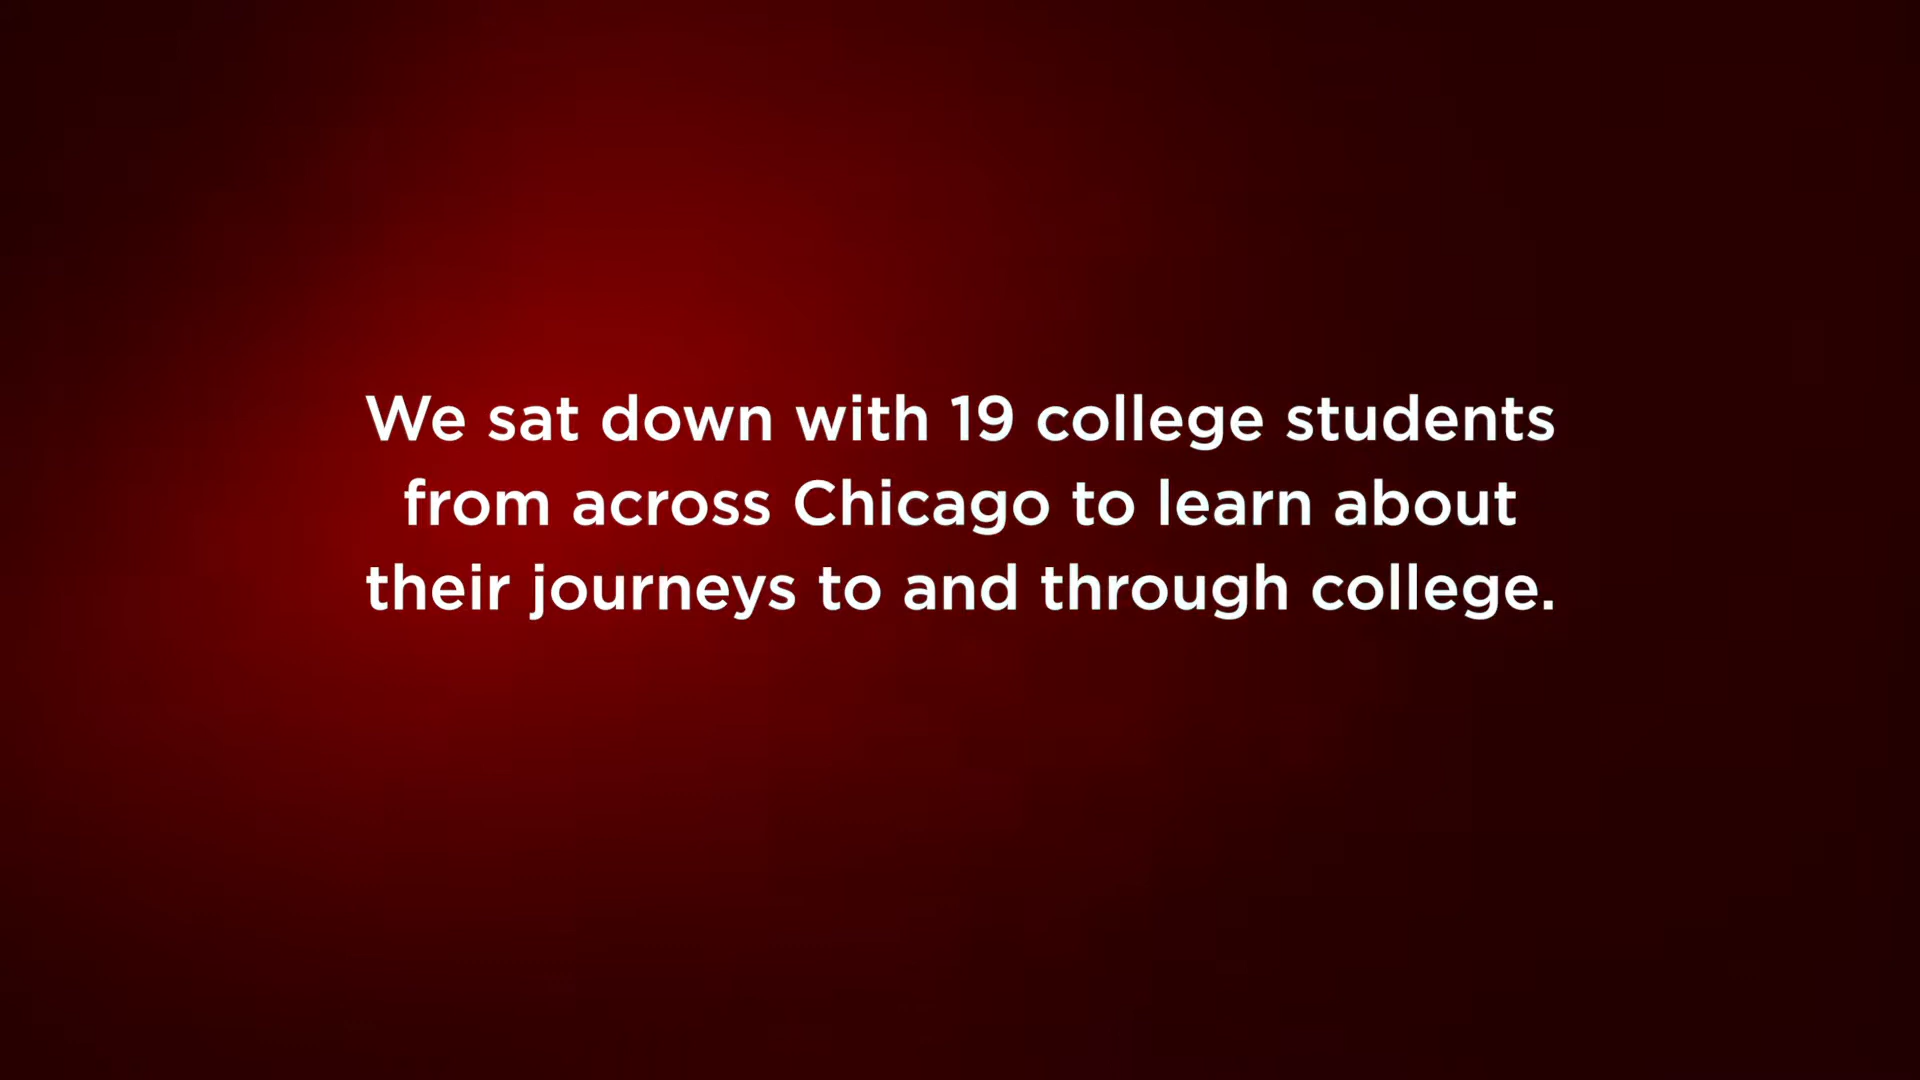 We sat down with 19 college students
from across Chicago to learn about
their journeys to and through college.